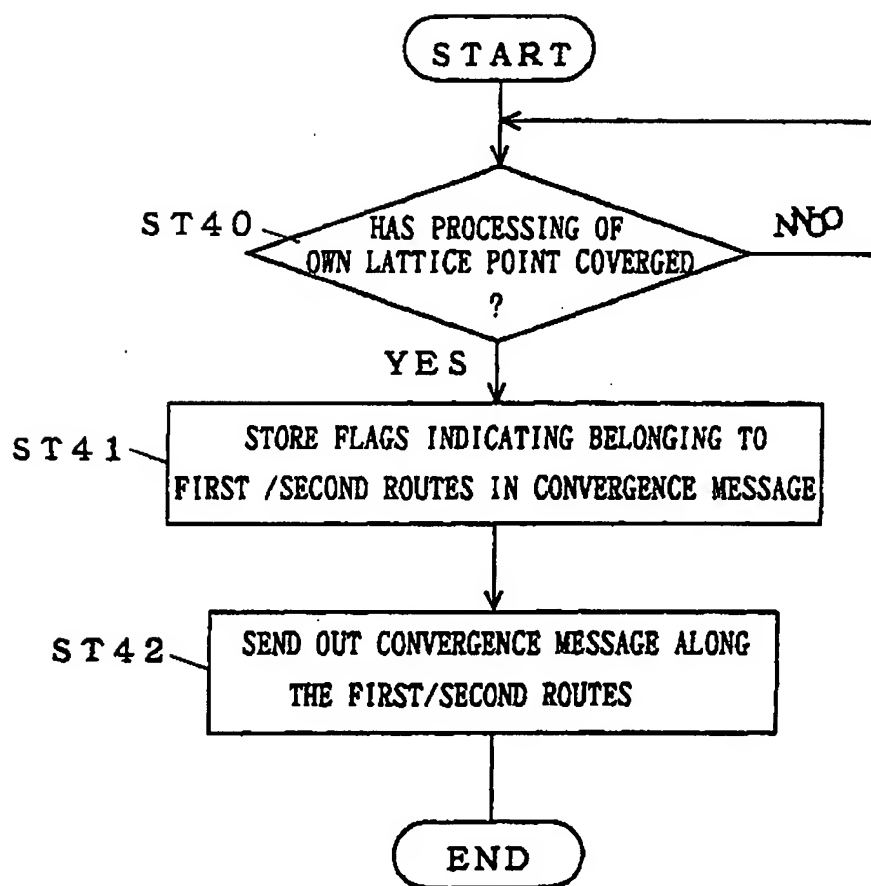 START
ST40
HAS PROCESSING OF
OWN LATTICE POINT COVERGED
?
NO
YES
ST41
STORE FLAGS INDICATING BELONGING TO
FIRST /SECOND ROUTES IN CONVERGENCE MESSAGE
ST42
SEND OUT CONVERGENCE MESSAGE ALONG
THE FIRST/SECOND ROUTES
END